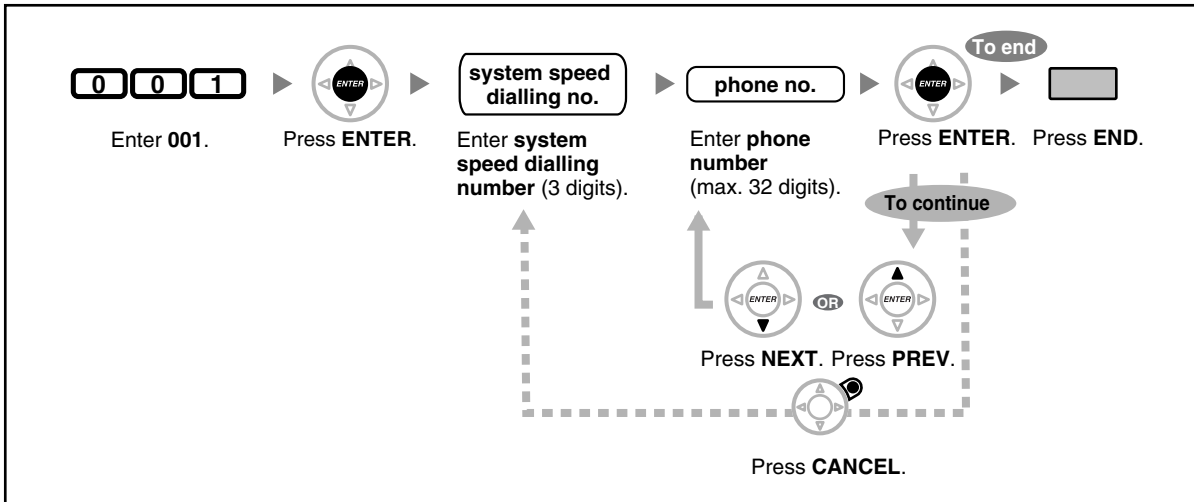 To end
0 0 1
ENTER
system speed
dialling no.
phone no.
ENTER
Enter 001.
Press ENTER.
Enter system
speed dialling
number (3 digits).
Enter phone
number
(max. 32 digits).
Press ENTER.
Press END.
To continue
ENTER
OR
ENTER
Press NEXT.
Press PREV.
Press CANCEL.